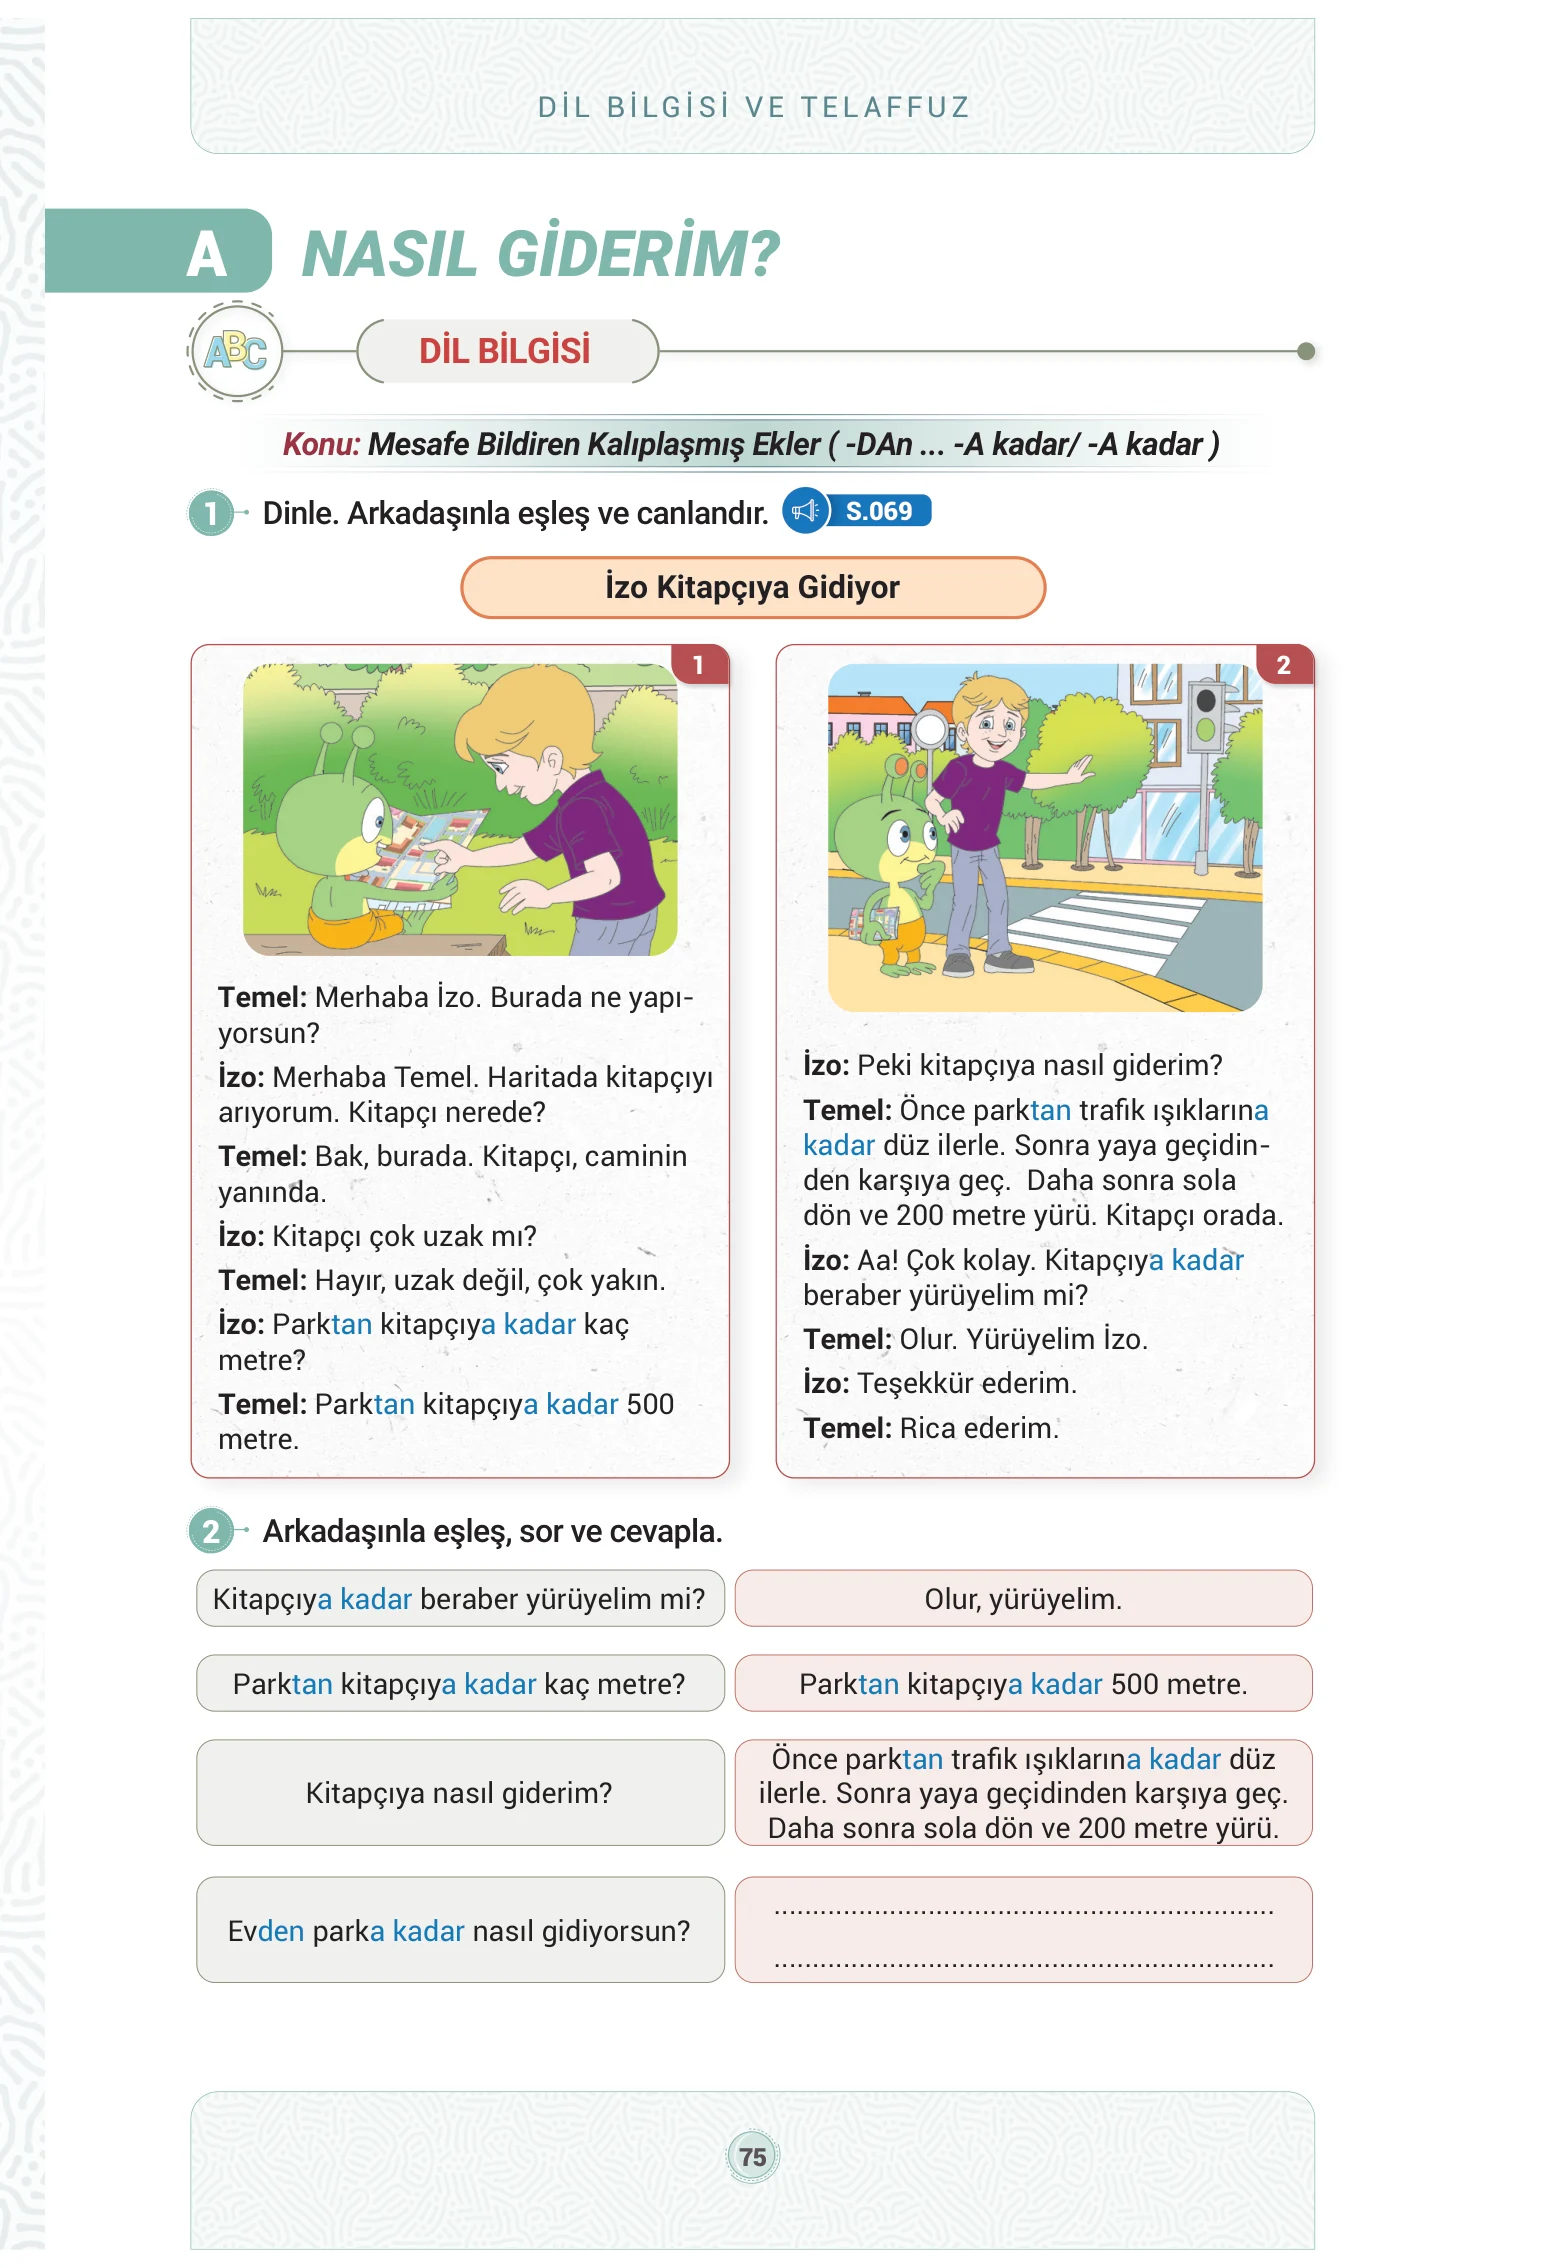 DİL BİLGİSİ VE TELAFFUZ
A
NASIL GİDERİM?
ABC
DİL BİLGİSİ
Konu: Mesafe Bildiren Kalıplaşmış Ekler ( -DAn ... -A kadar/ -A kadar )
1
Dinle. Arkadaşınla eşleş ve canlandır.
S.069
İzo Kitapçıya Gidiyor
1
Temel: Merhaba İzo. Burada ne yapı-
yorsun?
İzo: Merhaba Temel. Haritada kitapçıyı
arıyorum. Kitapçı nerede?
Temel: Bak, burada. Kitapçı, caminin
yanında.
İzo: Kitapçı çok uzak mı?
Temel: Hayır, uzak değil, çok yakın.
İzo: Parktan kitapçıya kadar kaç
metre?
Temel: Parktan kitapçıya kadar 500
metre.
2
İzo: Peki kitapçıya nasıl giderim?
Temel: Önce parktan trafik ışıklarına
kadar düz ilerle. Sonra yaya geçidin-
den karşıya geç. Daha sonra sola
dön ve 200 metre yürü. Kitapçı orada.
İzo: Aa! Çok kolay. Kitapçıya kadar
beraber yürüyelim mi?
Temel: Olur. Yürüyelim İzo.
İzo: Teşekkür ederim.
Temel: Rica ederim.
2
Arkadaşınla eşleş, sor ve cevapla.
Kitapçıya kadar beraber yürüyelim mi?
Olur, yürüyelim.
Parktan kitapçıya kadar kaç metre?
Parktan kitapçıya kadar 500 metre.
Kitapçıya nasıl giderim?
Önce parktan trafik ışıklarına kadar düz
ilerle. Sonra yaya geçidinden karşıya geç.
Daha sonra sola dön ve 200 metre yürü.
Evden parka kadar nasıl gidiyorsun?
.................................................................
.................................................................
75